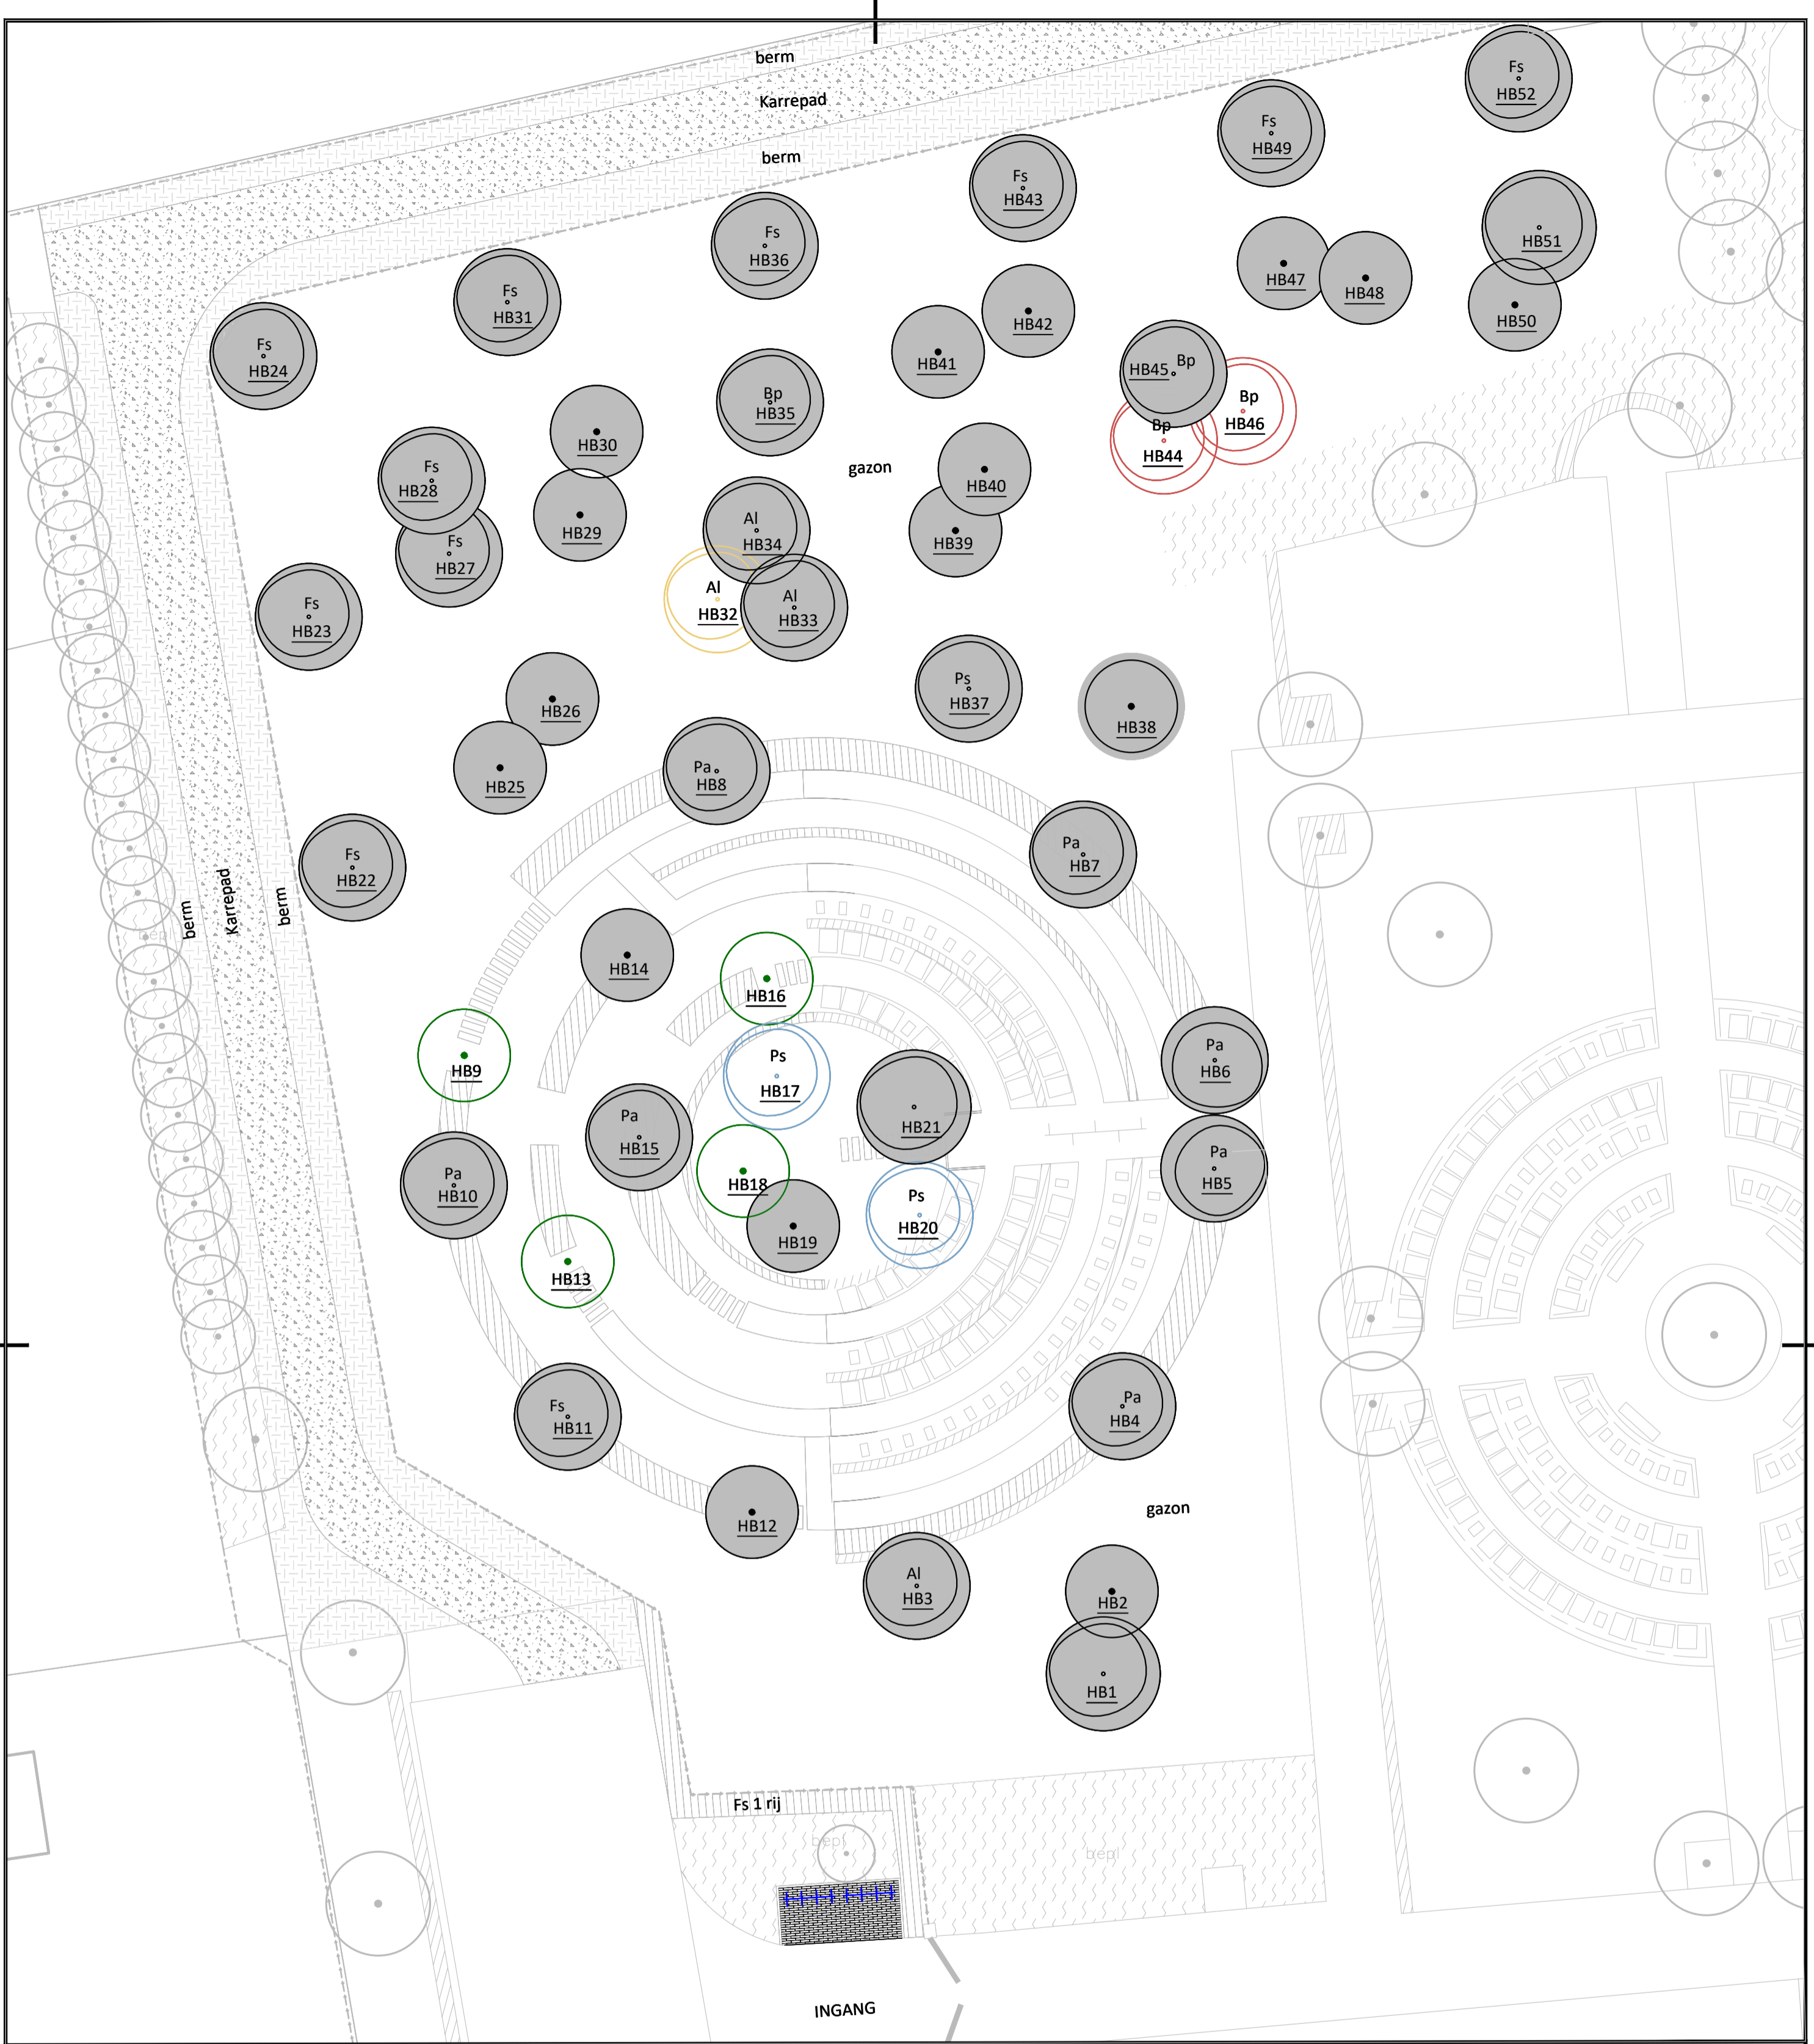 berm
Fs
HB52
Karrepad
Fs
HB49
berm
Fs
HB43
Fs
HB36
HB51
HB47
HB48
Fs
HB31
HB50
HB42
Fs
HB24
HB41
HB45 Bp
Bp
HB35
Bp
HB46
Bp
HB44
HB30
gazon
Fs
HB28
HB40
HB29
Al
HB34
HB39
Fs
HB27
Al
HB32
Al
HB33
Fs
HB23
Ps
HB37
HB26
HB38
Pa
HB8
HB25
Pa
HB7
Fs
HB22
berm
Karrepad
berm
bepl
HB14
HB16
Pa
HB6
HB9
Ps
HB17
Pa
HB15
HB21
Pa
HB5
Pa
HB10
HB18
Ps
HB20
HB19
HB13
Pa
HB4
Fs
HB11
gazon
HB12
Al
HB3
HB2
HB1
Fs 1 rij
bepl
bepl
INGANG